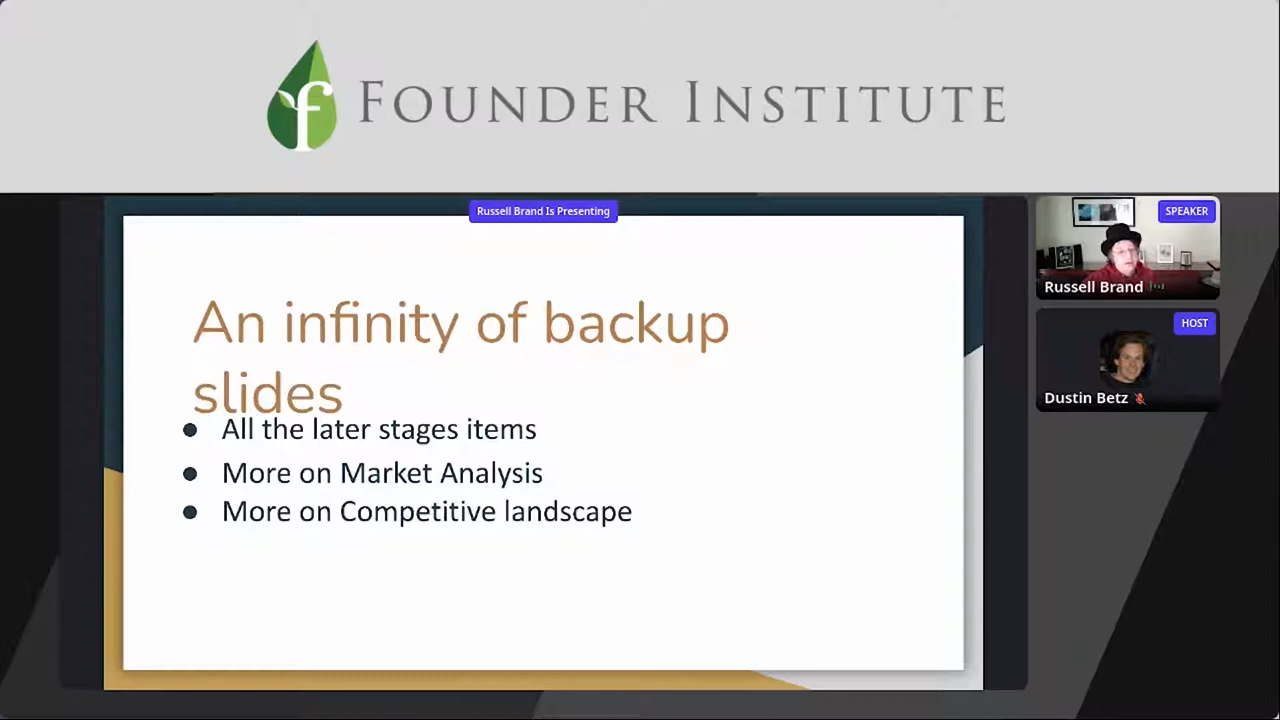 FOUNDER INSTITUTE
Russell Brand Is Presenting
SPEAKER
An infinity of backup
slides
Russell Brand
HOST
Dustin Betz
● All the later stages items
● More on Market Analysis
● More on Competitive landscape